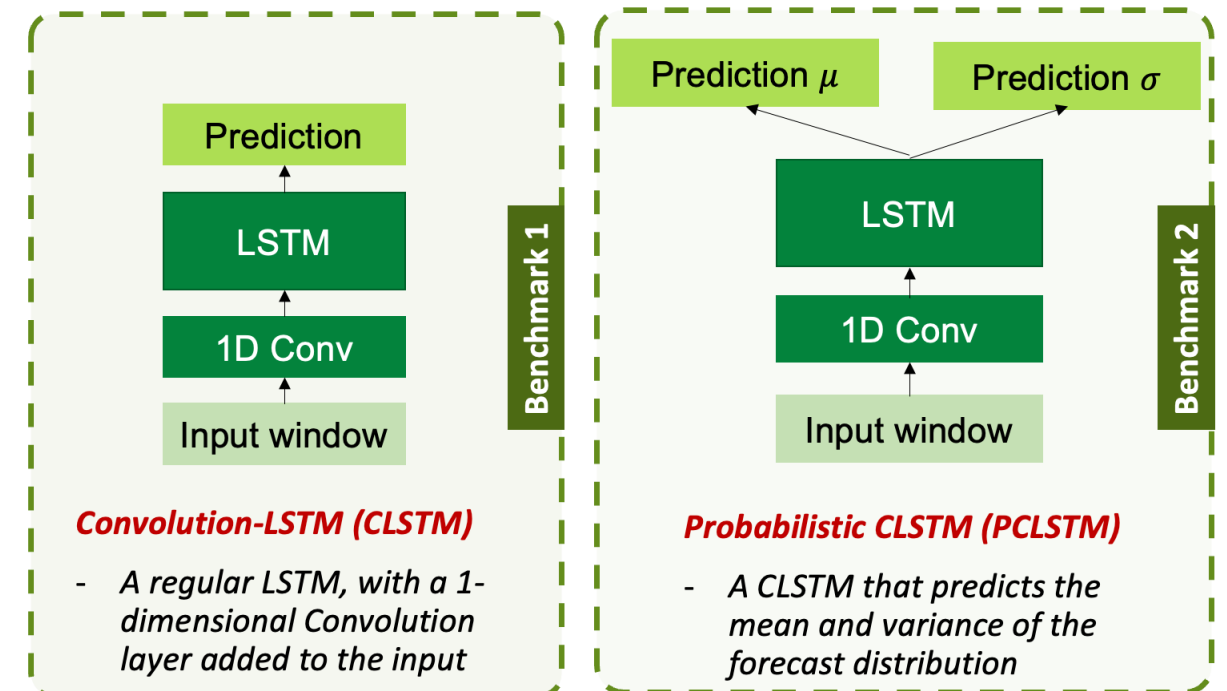 Prediction
LSTM
1D Conv
Input window
Benchmark 1
Convolution-LSTM (CLSTM)
- A regular LSTM, with a 1-
dimensional Convolution
layer added to the input
Prediction μ
Prediction σ
LSTM
1D Conv
Input window
Benchmark 2
Probabilistic CLSTM (PCLSTM)
- A CLSTM that predicts the
mean and variance of the
forecast distribution